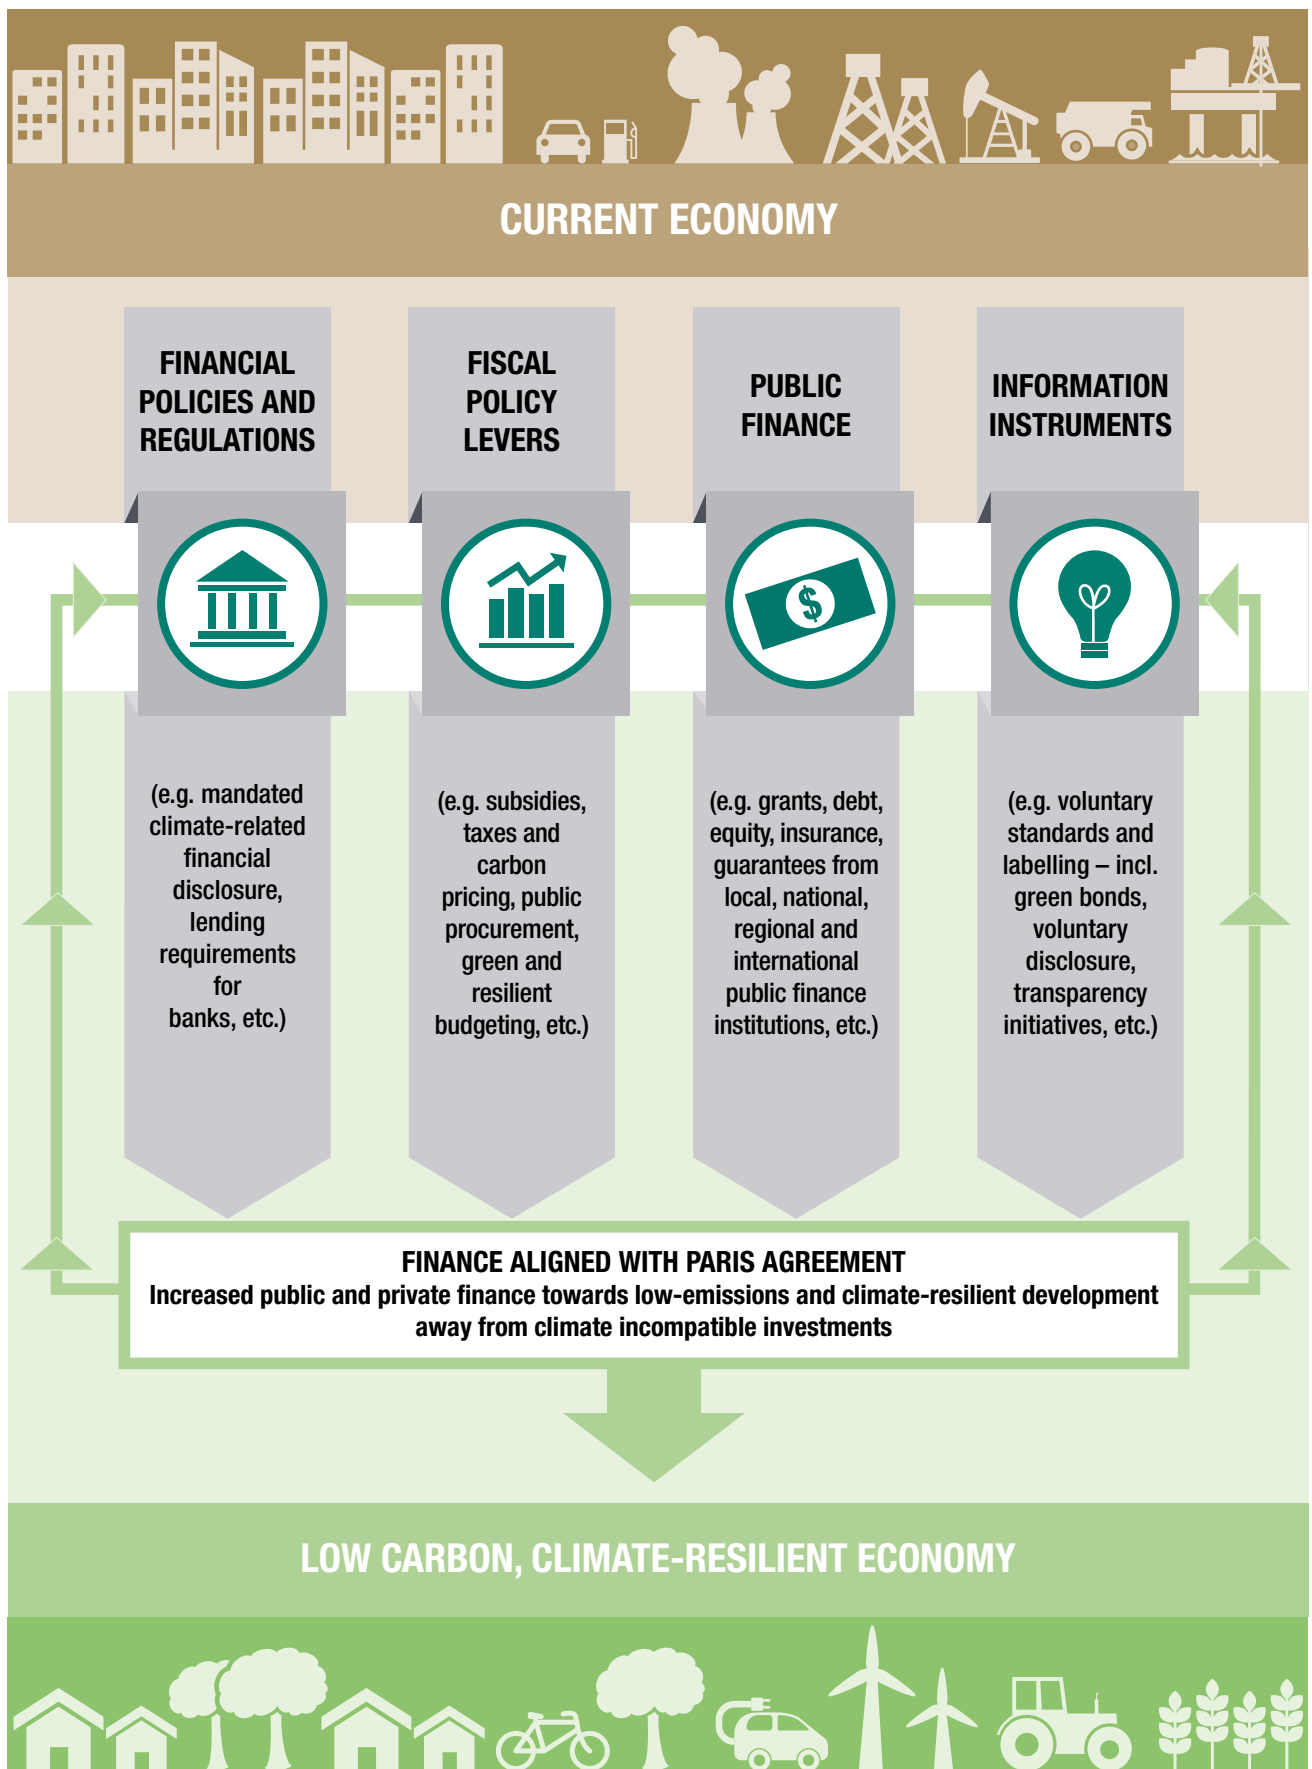 CURRENT ECONOMY
FINANCIAL
POLICIES AND
REGULATIONS
FISCAL
POLICY
LEVERS
PUBLIC
FINANCE
INFORMATION
INSTRUMENTS
$
(e.g. mandated
climate-related
financial
disclosure,
lending
requirements
for
banks, etc.)
(e.g. subsidies,
taxes and
carbon
pricing, public
procurement,
green and
resilient
budgeting, etc.)
(e.g. grants, debt,
equity, insurance,
guarantees from
local, national,
regional and
international
public finance
institutions, etc.)
(e.g. voluntary
standards and
labelling – incl.
green bonds,
voluntary
disclosure,
transparency
initiatives, etc.)
FINANCE ALIGNED WITH PARIS AGREEMENT
Increased public and private finance towards low-emissions and climate-resilient development
away from climate incompatible investments
LOW CARBON, CLIMATE-RESILIENT ECONOMY